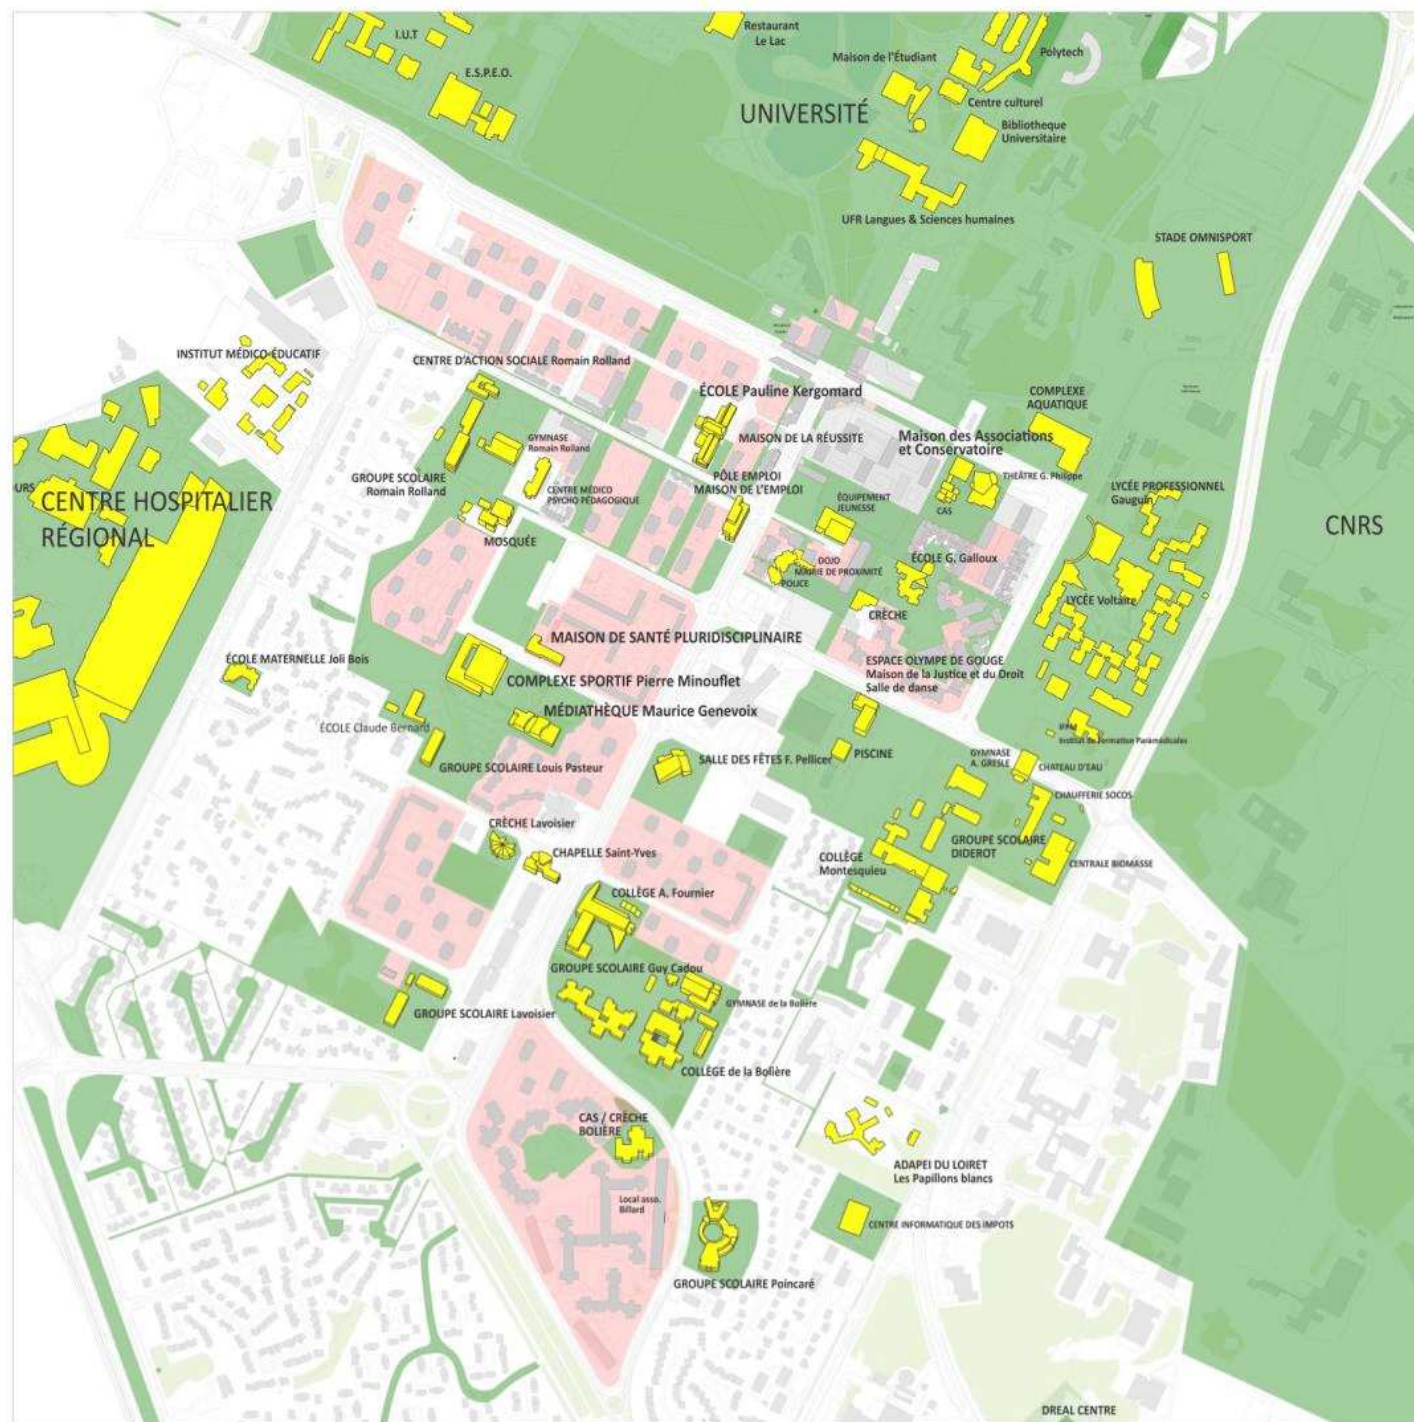 I.U.T
E.S.P.E.O.
Restaurant
Le Lac
Maison de l'Étudiant
Polytech
UNIVERSITÉ
Centre culturel
Bibliotheque
Universitaire
UFR Langues & Sciences humaines
STADE OMNISPORT
INSTITUT MÉDICO-ÉDUCATIF
CENTRE D'ACTION SOCIALE Romain Rolland
ÉCOLE Pauline Kergomard
COMPLEXE
AQUATIQUE
GYMNASE
Romain Rolland
MAISON DE LA RÉUSSITE
Maison des Associations
et Conservatoire
GROUPE SCOLAIRE
Romain Rolland
CENTRE MÉDICO
PSYCHO PÉDAGOGIQUE
PÔLE EMPLOI
MAISON DE L'EMPLOI
THÉÂTRE G. Philippe
LYCÉE PROFESSIONNEL
Gauguin
OURS
CENTRE HOSPITALIER
RÉGIONAL
ÉQUIPEMENT
JEUNESSE
CAS
CNRS
MOSQUÉE
DOJO
MAIRIE DE PROXIMITÉ
POLICE
ÉCOLE G. Galloux
CRÈCHE
LYCÉE Voltaire
MAISON DE SANTÉ PLURIDISCIPLINAIRE
ÉCOLE MATERNELLE Joli Bois
COMPLEXE SPORTIF Pierre Minouflet
ESPACE OLYMPE DE GOUGE
Maison de la Justice et du Droit
Salle de danse
MÉDIATHÈQUE Maurice Genevoix
ÉCOLE Claude Bernard
IFPM
Institut de Formation Paramédicales
GROUPE SCOLAIRE Louis Pasteur
SALLE DES FÊTES F. Pellicer
PISCINE
GYMNASE
A. GRESLE
CHATEAU D'EAU
CHAUFFERIE SOCOS
CRÈCHE Lavoisier
CHAPELLE Saint-Yves
COLLÈGE
Montesquieu
GROUPE SCOLAIRE
DIDEROT
CENTRALE BIOMASSE
COLLÈGE A. Fournier
GROUPE SCOLAIRE Guy Cadou
GYMNASE de la Bolière
GROUPE SCOLAIRE Lavoisier
COLLÈGE de la Bolière
CAS / CRÈCHE
BOLIÈRE
ADAPEI DU LOIRET
Les Papillons blancs
Local asso.
Billard
CENTRE INFORMATIQUE DES IMPOTS
GROUPE SCOLAIRE Poincaré
DREAL CENTRE